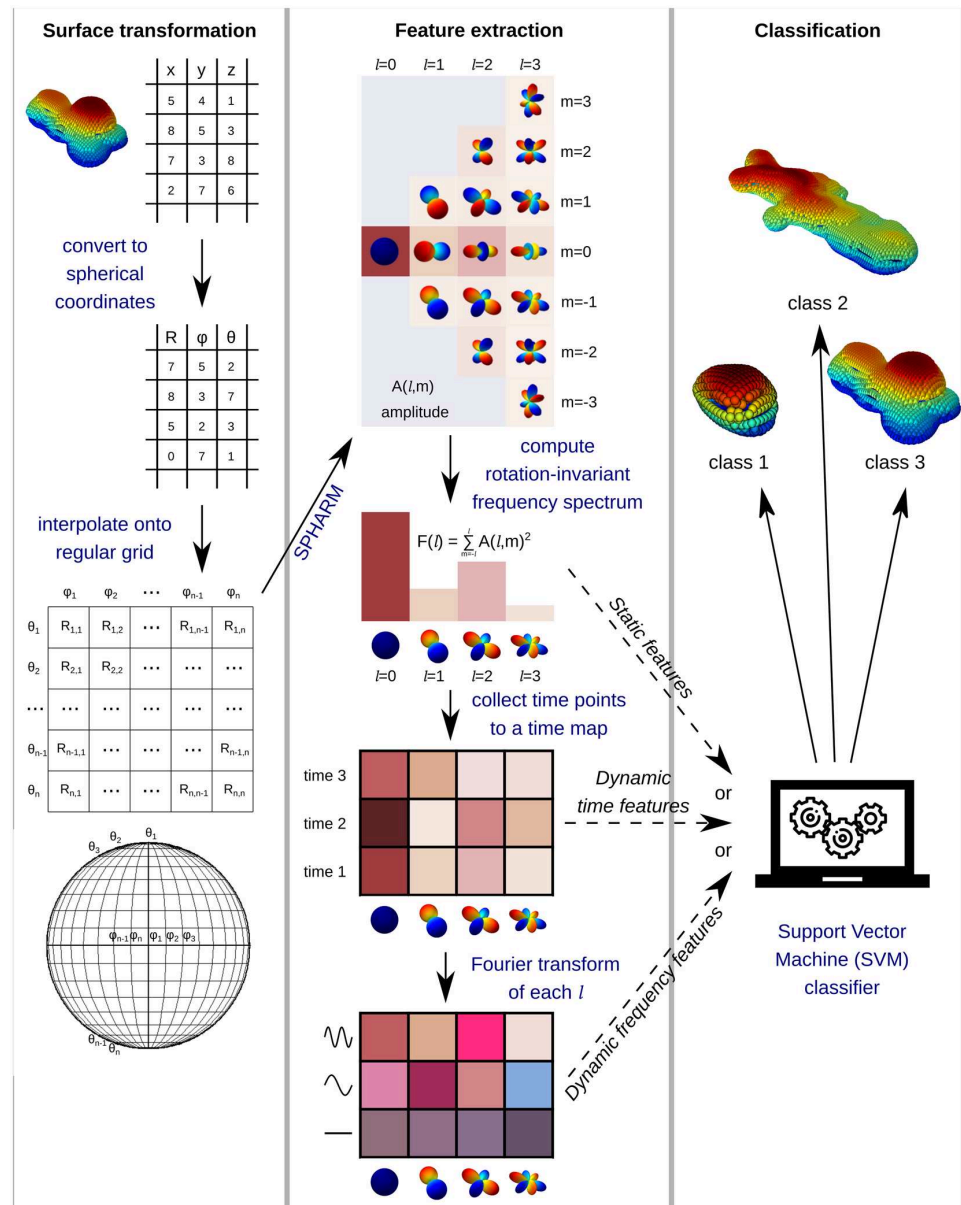 Surface transformation
x y z
5 4 1
8 5 3
7 3 8
2 7 6
convert to
spherical
coordinates
R φ θ
7 5 2
8 3 7
5 2 3
0 7 1
interpolate onto
regular grid
φ1 φ2 ••• φn-1 φn
θ1 R1,1 R1,2 ••• R1,n-1 R1,n
θ2 R2,1 R2,2 ••• ••• •••
••• ••• ••• ••• ••• •••
θn-1 Rn-1,1 ••• ••• ••• Rn-1,n
θn Rn,1 ••• ••• Rn,n-1 Rn,n
θ3 θ2 θ1
φn-1 φn φ1 φ2 φ3
θn-1 θn
SPHARM
Feature extraction
l=0 l=1 l=2 l=3
m=3
m=2
m=1
m=0
m=-1
m=-2
m=-3
A(l,m)
amplitude
compute
rotation-invariant
frequency spectrum
F(l) = ∑ A(l,m)²
l
m=-l
l=0 l=1 l=2 l=3
collect time points
to a time map
time 3
time 2
time 1
Fourier transform
of each l
Static features
Dynamic
time features
Dynamic frequency features
or
or
Classification
class 2
class 1
class 3
Support Vector
Machine (SVM)
classifier